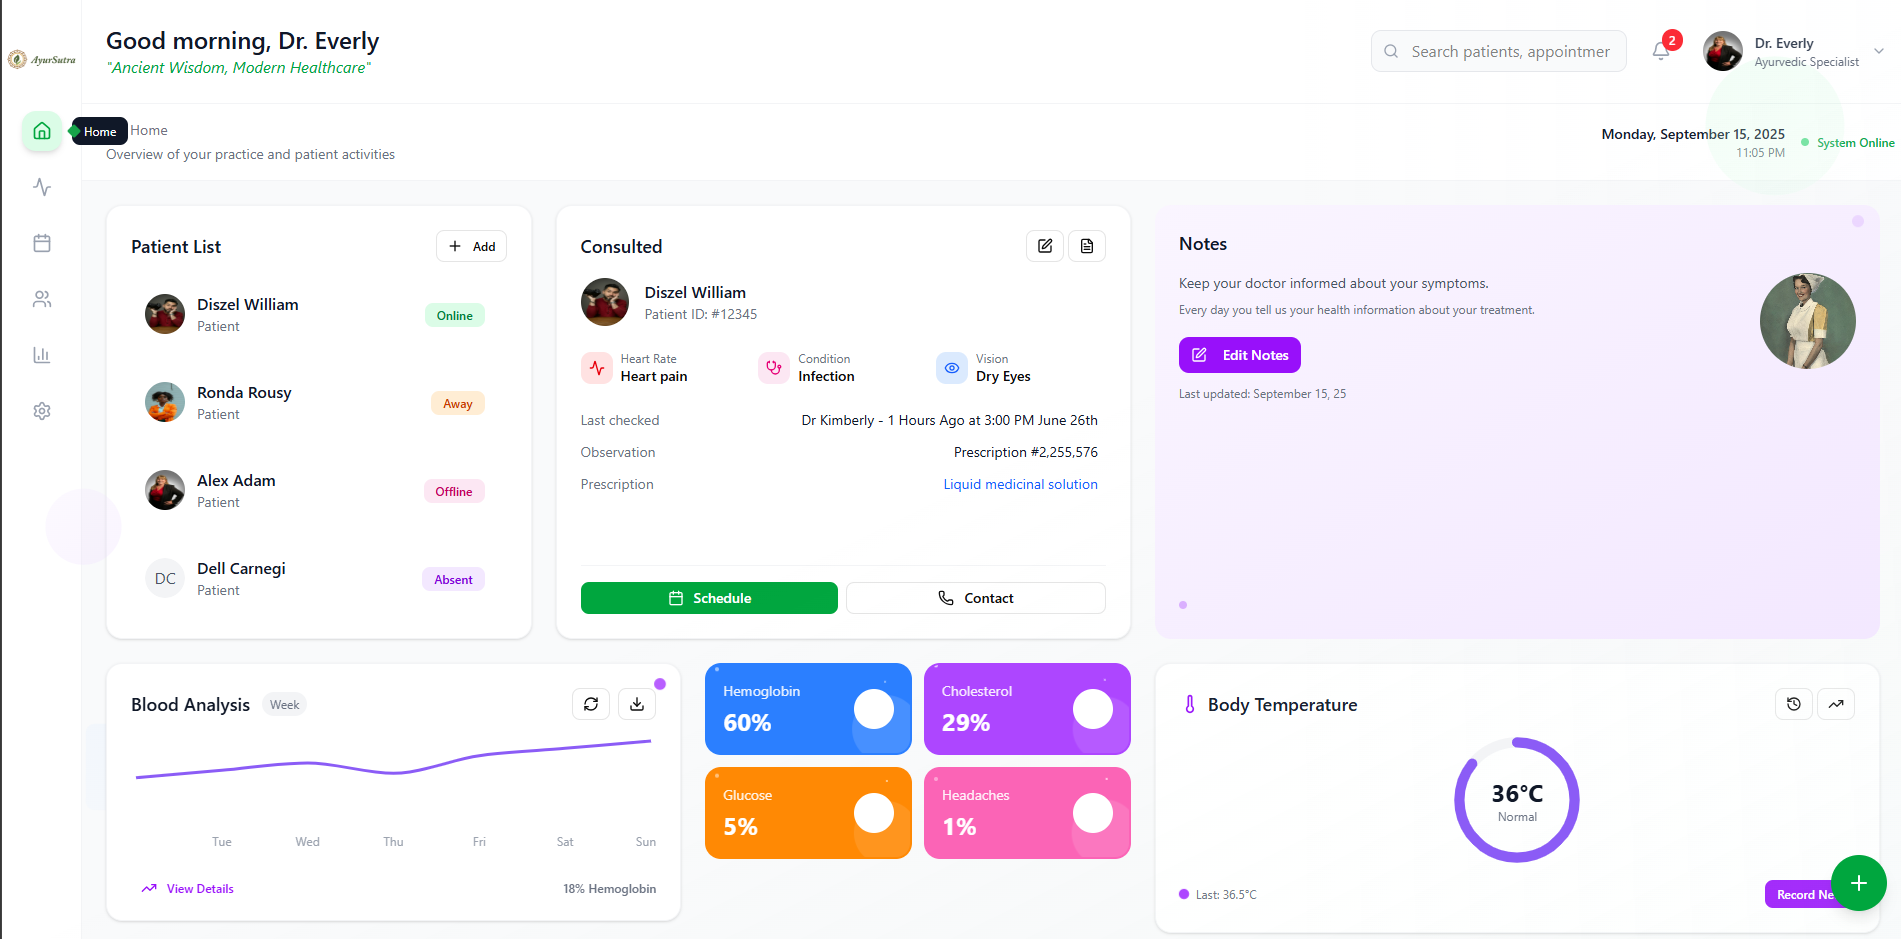 AyurSutra
Good morning, Dr. Everly
"Ancient Wisdom, Modern Healthcare"
Search patients, appointmer
2
Dr. Everly
Ayurvedic Specialist
Home
Home
Overview of your practice and patient activities
Monday, September 15, 2025
11:05 PM
System Online
Patient List
Add
Diszel William
Patient
Online
Ronda Rousy
Patient
Away
Alex Adam
Patient
Offline
DC
Dell Carnegi
Patient
Absent
Consulted
Diszel William
Patient ID: #12345
Heart Rate
Heart pain
Condition
Infection
Vision
Dry Eyes
Last checked
Dr Kimberly - 1 Hours Ago at 3:00 PM June 26th
Observation
Prescription #2,255,576
Prescription
Liquid medicinal solution
Schedule
Contact
Notes
Keep your doctor informed about your symptoms.
Every day you tell us your health information about your treatment.
Edit Notes
Last updated: September 15, 25
Blood Analysis
Week
Tue Wed Thu Fri Sat Sun
View Details
18% Hemoglobin
Hemoglobin
60%
Cholesterol
29%
Glucose
5%
Headaches
1%
Body Temperature
36°C
Normal
Last: 36.5°C
Record Ne